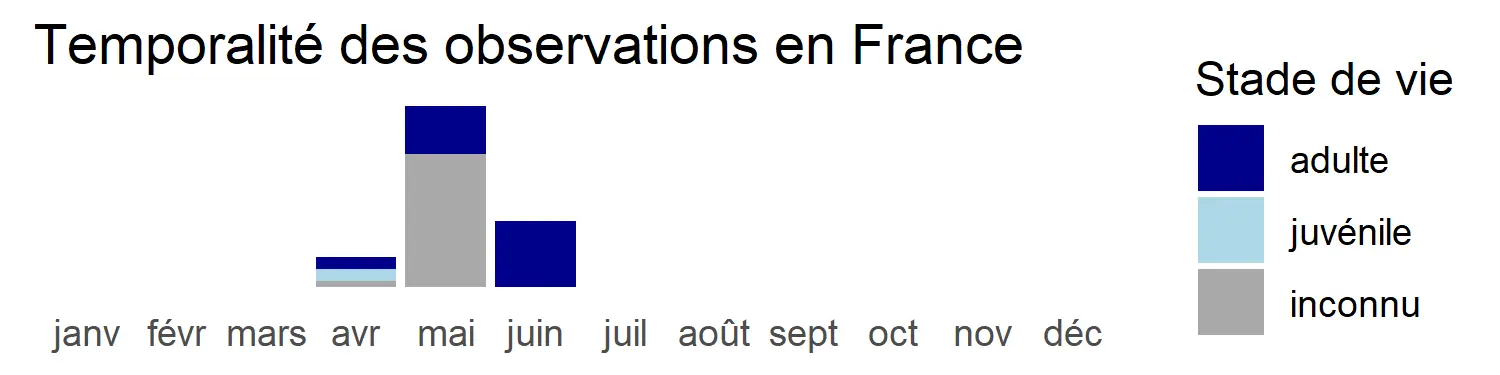 Temporalité des observations en France
Stade de vie
adulte
juvénile
inconnu
janv févr mars avr mai juin juil août sept oct nov déc